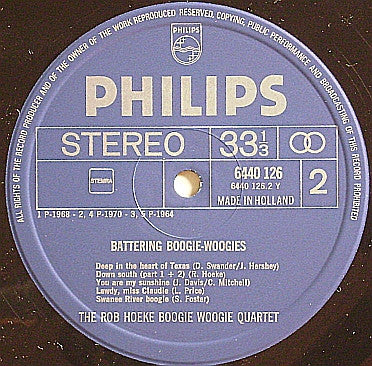 ALL RIGHTS OF THE RECORD PRODUCER AND OF THE OWNER OF THE WORK REPRODUCED RESERVED, COPYING, PUBLIC PERFORMANCE AND BROADCASTING OF THIS RECORD PROHIBITED
PHILIPS
PHILIPS
STEREO 33 1/3
6440 126
6440 126.2 Y
STEMRA
MADE IN HOLLAND
2
1 P-1968 - 2, 4 P-1970 - 3, 5 P-1964
BATTERING BOOGIE-WOOGIES
Deep in the heart of Texas (D. Swander/J. Hershey)
Down south (part 1 + 2) (R. Hoeke)
You are my sunshine (J. Davis/C. Mitchell)
Lawdy, miss Claudie (L. Price)
Swanee River boogie (S. Foster)
THE ROB HOEKE BOOGIE WOOGIE QUARTET